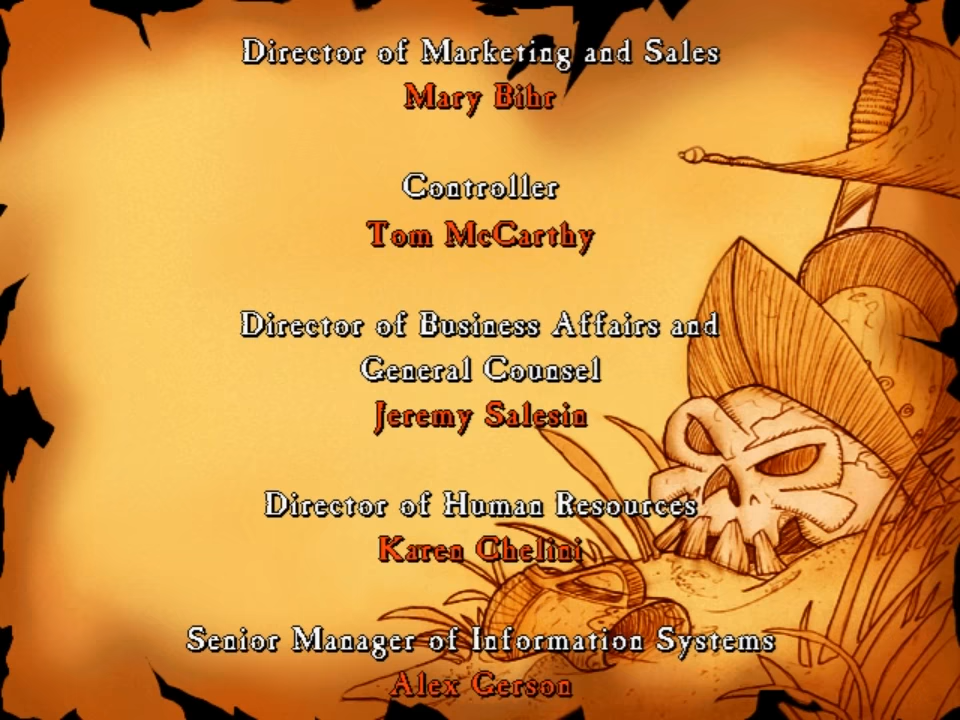 Director of Marketing and Sales
Mary Bihr
Controller
Tom McCarthy
Director of Business Affairs and
General Counsel
Jeremy Salesin
Director of Human Resources
Karen Chelini
Senior Manager of Information Systems
Alex Gerson